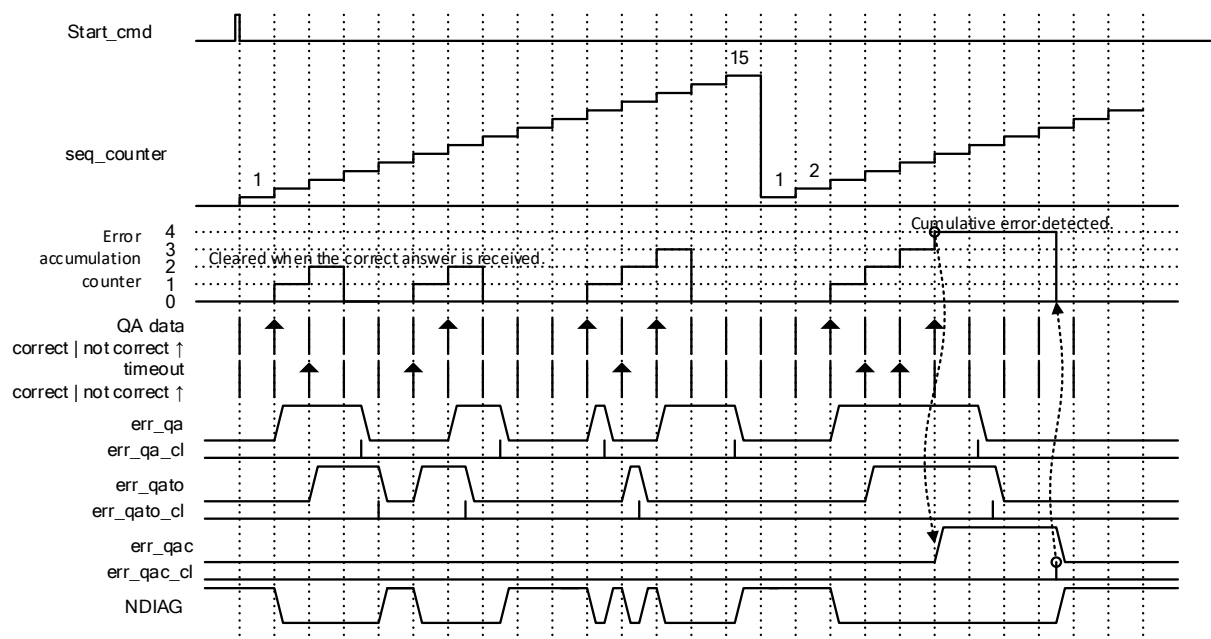 Start_cmd
15
seq_counter
1
1
2
Cumulative error detected.
Error
accumulation
counter
4
3
2
1
0
Cleared when the correct answer is received.
QA data
correct | not correct ↑
timeout
correct | not correct ↑
err_qa
err_qa_cl
err_qato
err_qato_cl
err_qac
err_qac_cl
NDIAG